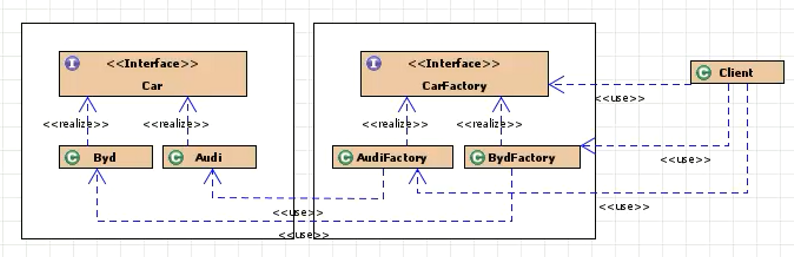 <<Interface>>
Car
<<Interface>>
CarFactory
Client
<<use>>
<<realize>>
<<realize>>
<<realize>>
<<realize>>
Byd
Audi
AudiFactory
BydFactory
<<use>>
<<use>>
<<use>>
<<use>>